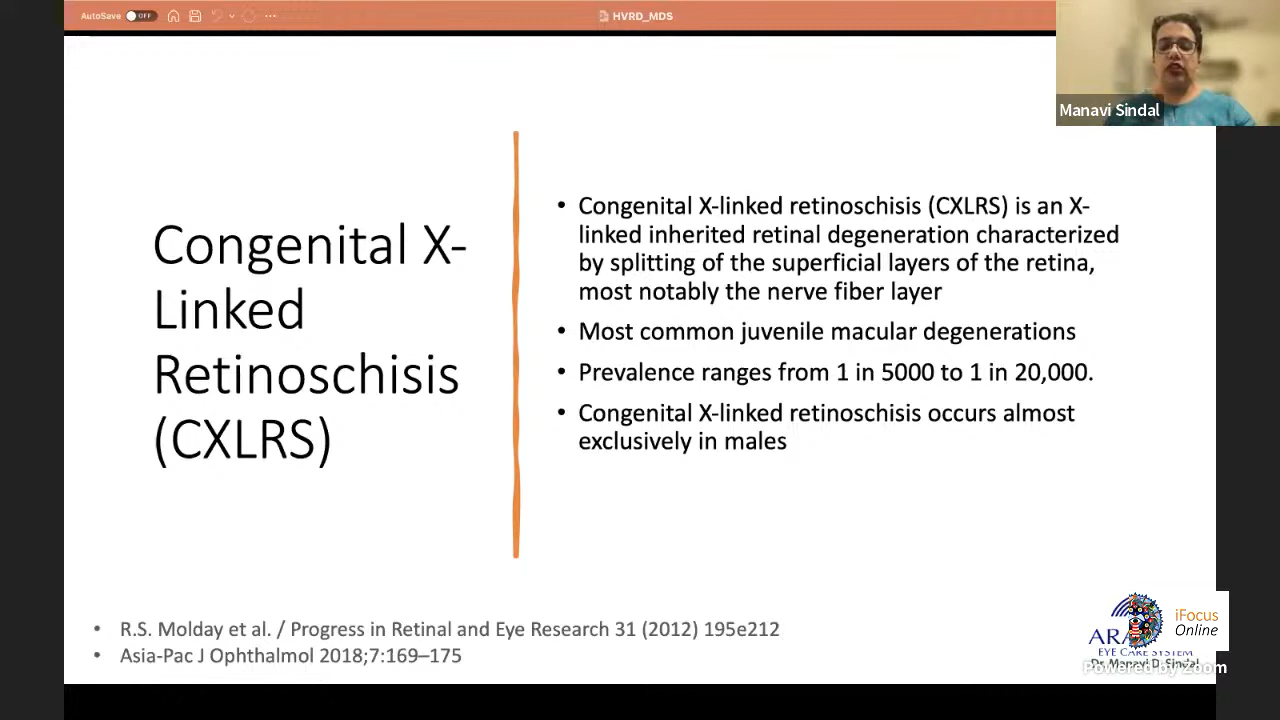 AutoSave OFF
HVRD_MDS
Manavi Sindal
Congenital X-
Linked
Retinoschisis
(CXLRS)
• Congenital X-linked retinoschisis (CXLRS) is an X-
linked inherited retinal degeneration characterized
by splitting of the superficial layers of the retina,
most notably the nerve fiber layer
• Most common juvenile macular degenerations
• Prevalence ranges from 1 in 5000 to 1 in 20,000.
• Congenital X-linked retinoschisis occurs almost
exclusively in males
• R.S. Molday et al. / Progress in Retinal and Eye Research 31 (2012) 195e212
• Asia-Pac J Ophthalmol 2018;7:169–175
iFocus
Online
EYE CARE SYSTEM
Dr. Manavi D. Sindal
Powered by Zoom